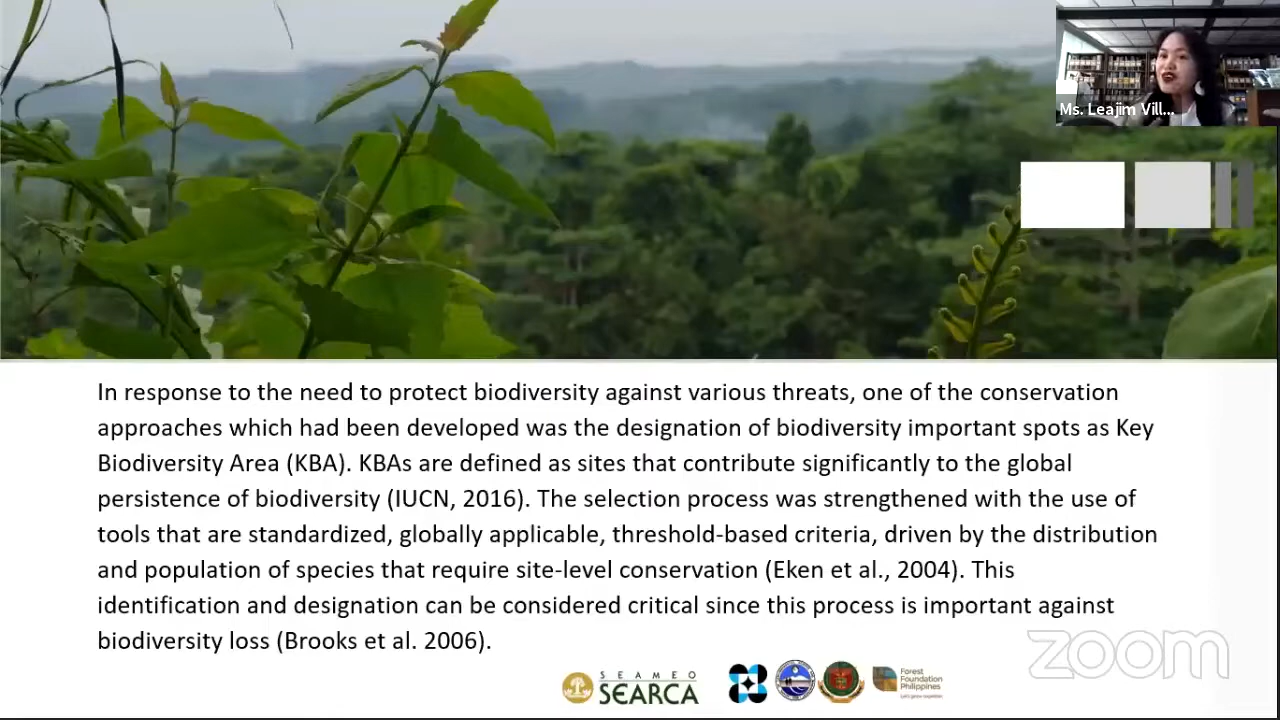 Ms. Leajim Vill...
In response to the need to protect biodiversity against various threats, one of the conservation
approaches which had been developed was the designation of biodiversity important spots as Key
Biodiversity Area (KBA). KBAs are defined as sites that contribute significantly to the global
persistence of biodiversity (IUCN, 2016). The selection process was strengthened with the use of
tools that are standardized, globally applicable, threshold-based criteria, driven by the distribution
and population of species that require site-level conservation (Eken et al., 2004). This
identification and designation can be considered critical since this process is important against
biodiversity loss (Brooks et al. 2006).
zoom
SEAMEO
SEARCA
Forest
Foundation
Philippines